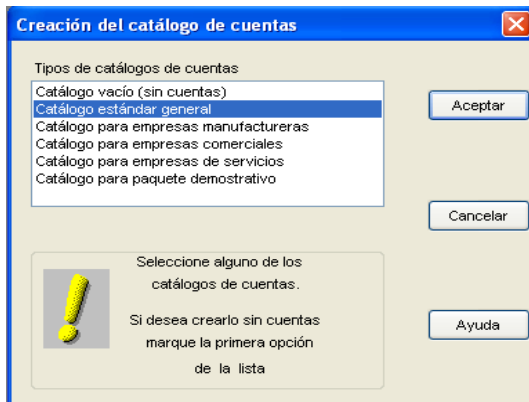 Creación del catálogo de cuentas
Tipos de catálogos de cuentas
Catálogo vacío (sin cuentas)
Catálogo estándar general
Catálogo para empresas manufactureras
Catálogo para empresas comerciales
Catálogo para empresas de servicios
Catálogo para paquete demostrativo
Aceptar
Cancelar
Seleccione alguno de los
catálogos de cuentas.
Si desea crearlo sin cuentas
marque la primera opción
de la lista
Ayuda